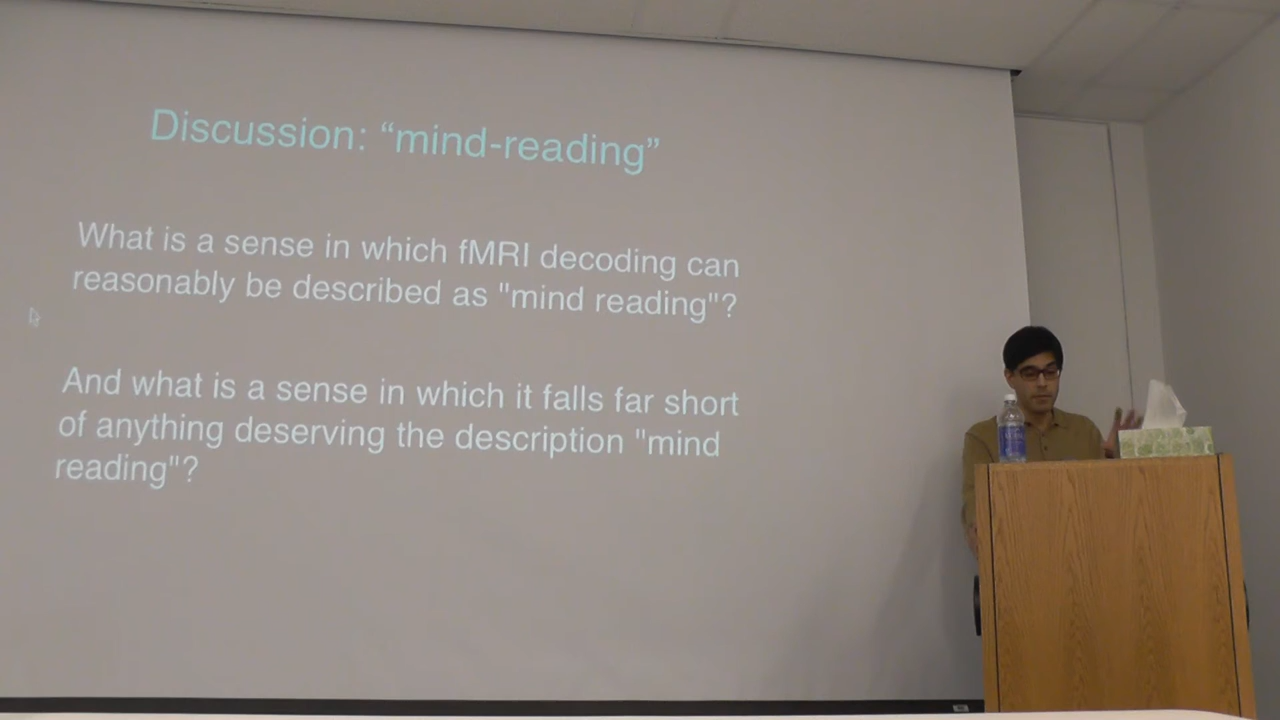 Discussion: “mind-reading”
What is a sense in which fMRI decoding can
reasonably be described as "mind reading"?
And what is a sense in which it falls far short
of anything deserving the description "mind
reading"?